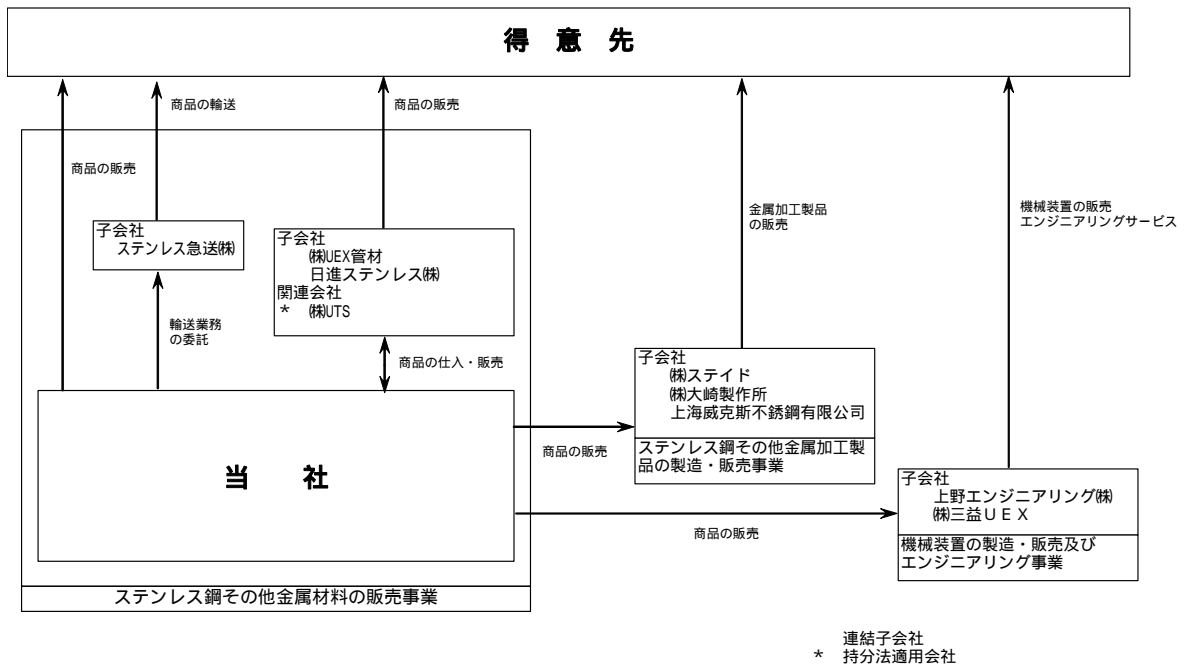 得 意 先
商品の輸送
商品の販売
商品の販売
金属加工製品
の販売
機械装置の販売
エンジニアリングサービス
子会社
ステンレス急送㈱
子会社
㈱UEX管材
日進ステンレス㈱
関連会社
* ㈱UTS
輸送業務
の委託
商品の仕入・販売
子会社
㈱ステイド
㈱大崎製作所
上海威克斯不銹鋼有限公司
ステンレス鋼その他金属加工製
品の製造・販売事業
当 社
商品の販売
子会社
上野エンジニアリング㈱
㈱三益UEX
機械装置の製造・販売及び
エンジニアリング事業
商品の販売
ステンレス鋼その他金属材料の販売事業
連結子会社
* 持分法適用会社